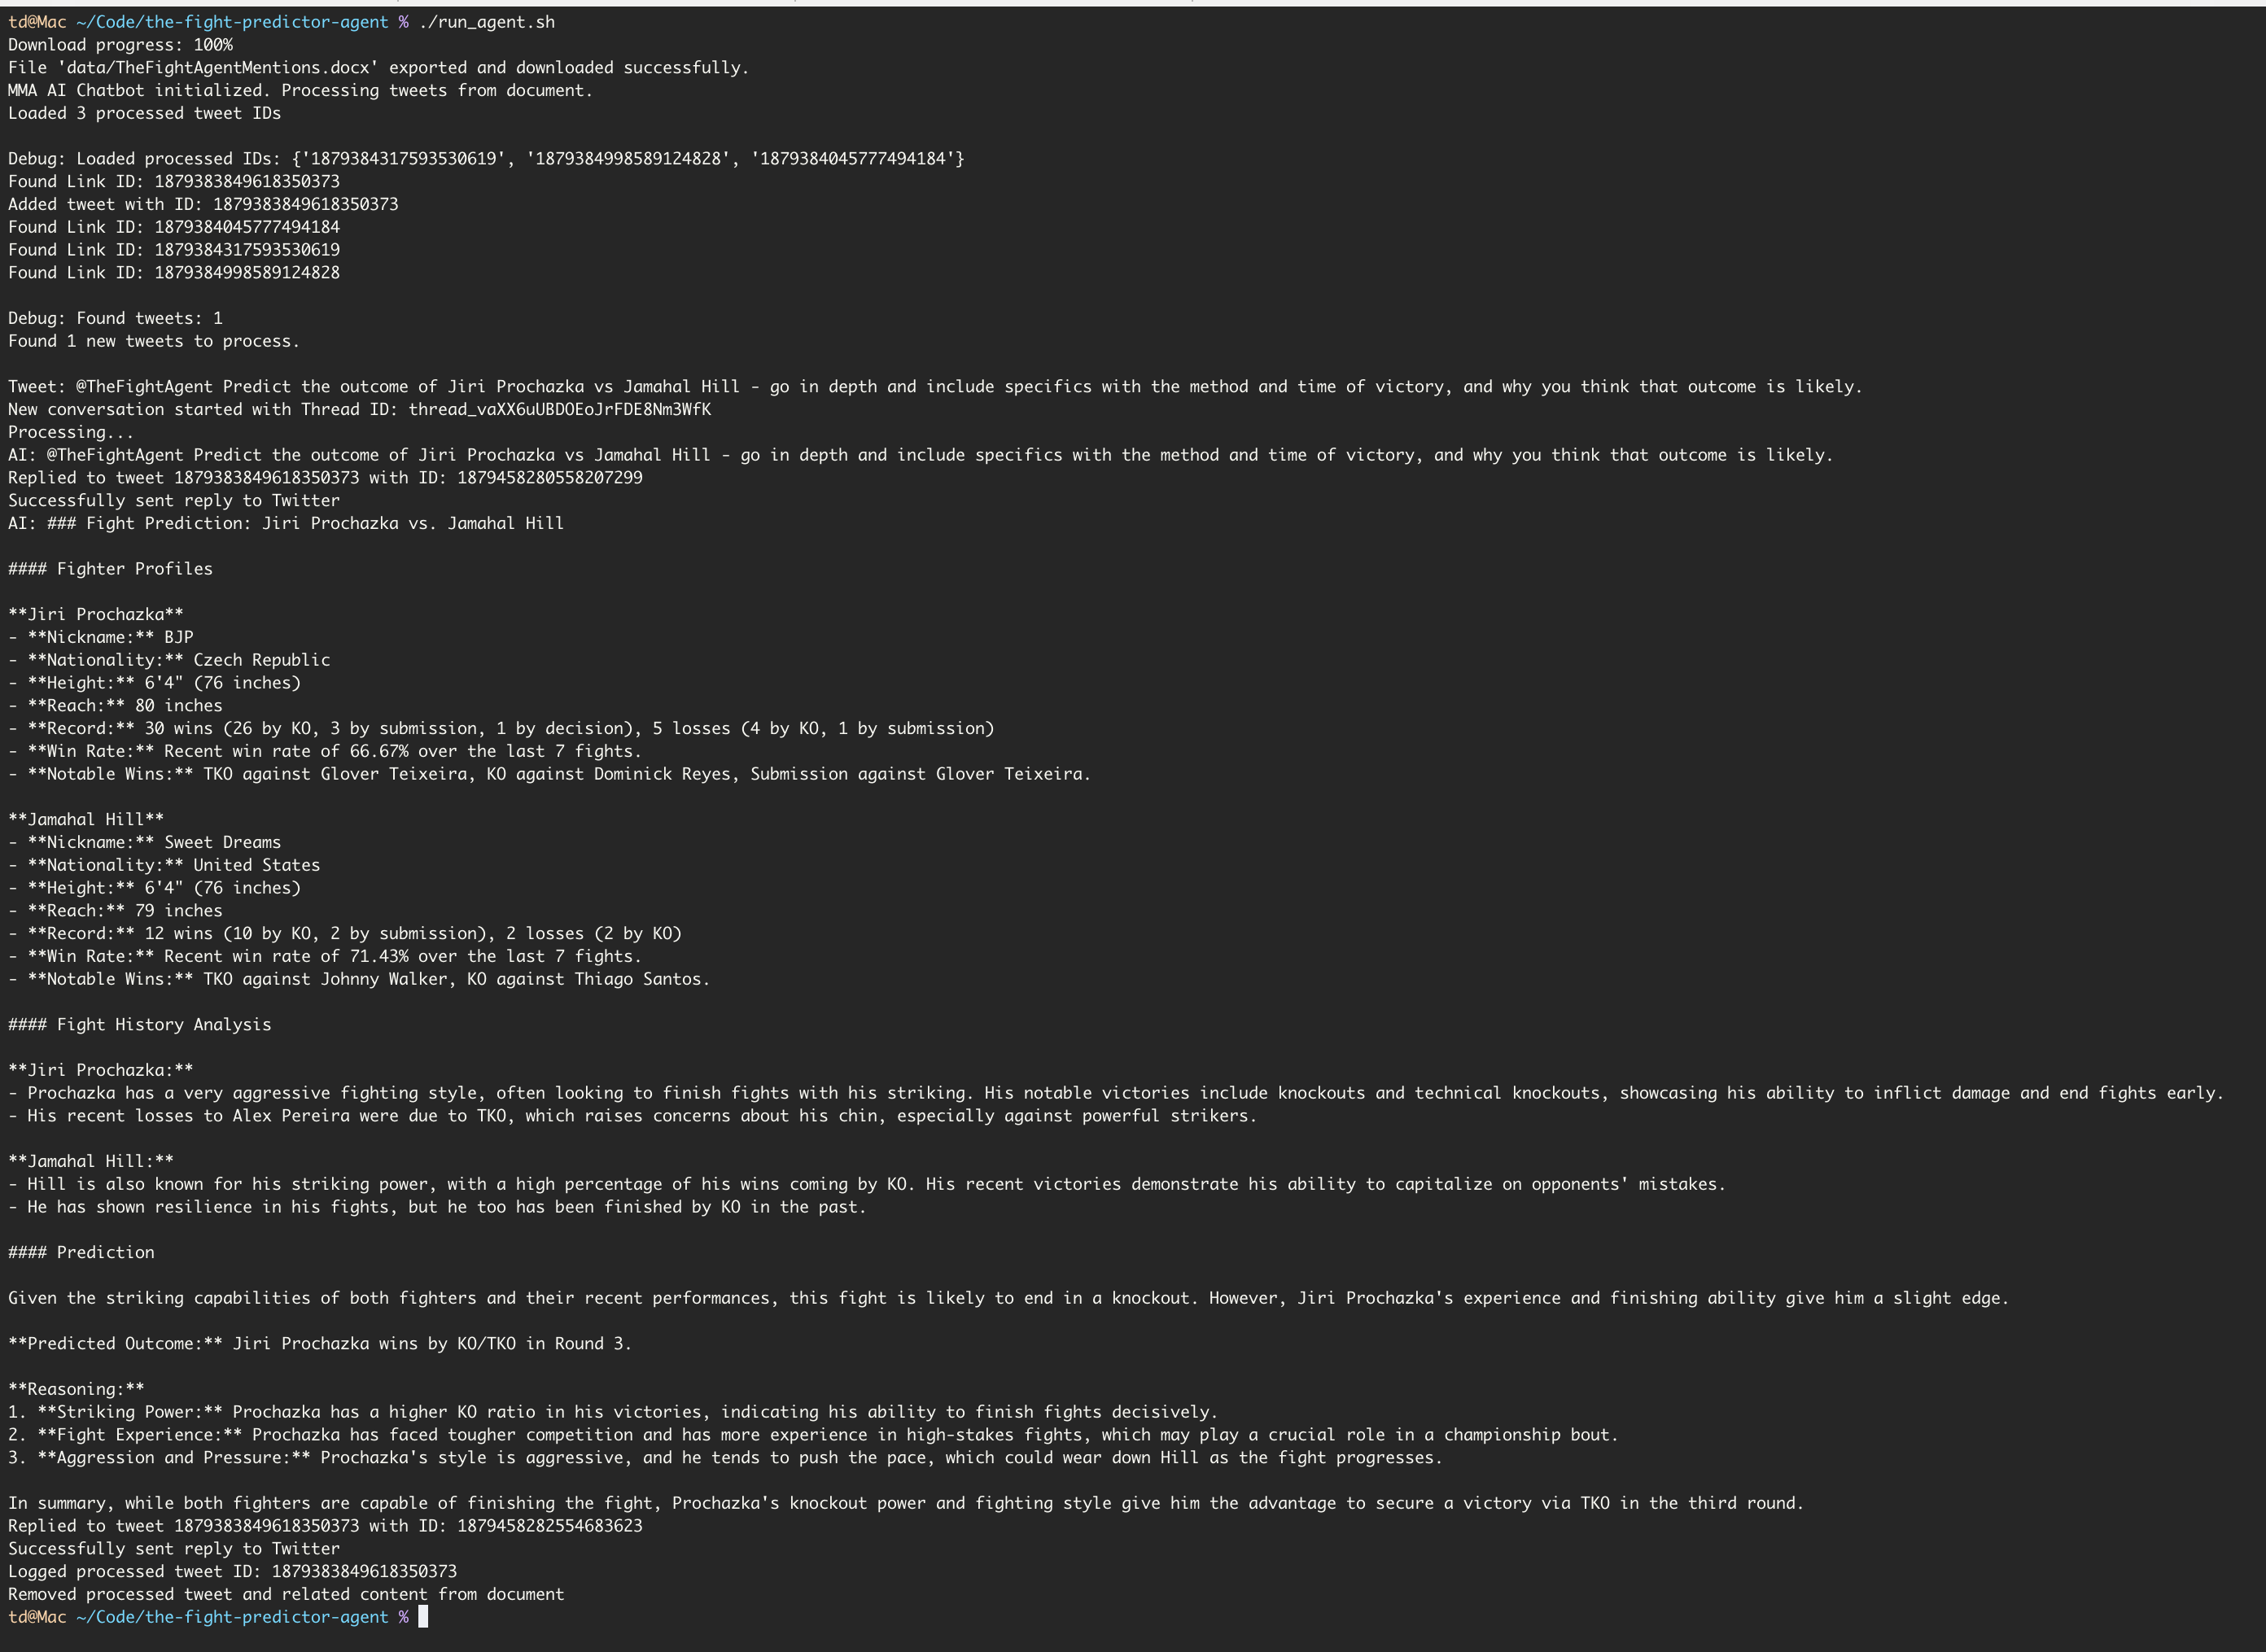 td@Mac ~/Code/the-fight-predictor-agent % ./run_agent.sh
Download progress: 100%
File 'data/TheFightAgentMentions.docx' exported and downloaded successfully.
MMA AI Chatbot initialized. Processing tweets from document.
Loaded 3 processed tweet IDs
Debug: Loaded processed IDs: {'1879384317593530619', '1879384998589124828', '1879384045777494184'}
Found Link ID: 1879383849618350373
Added tweet with ID: 1879383849618350373
Found Link ID: 1879384045777494184
Found Link ID: 1879384317593530619
Found Link ID: 1879384998589124828
Debug: Found tweets: 1
Found 1 new tweets to process.
Tweet: @TheFightAgent Predict the outcome of Jiri Prochazka vs Jamahal Hill - go in depth and include specifics with the method and time of victory, and why you think that outcome is likely.
New conversation started with Thread ID: thread_vaXX6uUBDOEoJrFDE8Nm3WfK
Processing...
AI: @TheFightAgent Predict the outcome of Jiri Prochazka vs Jamahal Hill - go in depth and include specifics with the method and time of victory, and why you think that outcome is likely.
Replied to tweet 1879383849618350373 with ID: 1879458280558207299
Successfully sent reply to Twitter
AI: ### Fight Prediction: Jiri Prochazka vs. Jamahal Hill
#### Fighter Profiles
**Jiri Prochazka**
- **Nickname:** BJP
- **Nationality:** Czech Republic
- **Height:** 6'4" (76 inches)
- **Reach:** 80 inches
- **Record:** 30 wins (26 by KO, 3 by submission, 1 by decision), 5 losses (4 by KO, 1 by submission)
- **Win Rate:** Recent win rate of 66.67% over the last 7 fights.
- **Notable Wins:** TKO against Glover Teixeira, KO against Dominick Reyes, Submission against Glover Teixeira.
**Jamahal Hill**
- **Nickname:** Sweet Dreams
- **Nationality:** United States
- **Height:** 6'4" (76 inches)
- **Reach:** 79 inches
- **Record:** 12 wins (10 by KO, 2 by submission), 2 losses (2 by KO)
- **Win Rate:** Recent win rate of 71.43% over the last 7 fights.
- **Notable Wins:** TKO against Johnny Walker, KO against Thiago Santos.
#### Fight History Analysis
**Jiri Prochazka:**
- Prochazka has a very aggressive fighting style, often looking to finish fights with his striking. His notable victories include knockouts and technical knockouts, showcasing his ability to inflict damage and end fights early.
- His recent losses to Alex Pereira were due to TKO, which raises concerns about his chin, especially against powerful strikers.
**Jamahal Hill:**
- Hill is also known for his striking power, with a high percentage of his wins coming by KO. His recent victories demonstrate his ability to capitalize on opponents' mistakes.
- He has shown resilience in his fights, but he too has been finished by KO in the past.
#### Prediction
Given the striking capabilities of both fighters and their recent performances, this fight is likely to end in a knockout. However, Jiri Prochazka's experience and finishing ability give him a slight edge.
**Predicted Outcome:** Jiri Prochazka wins by KO/TKO in Round 3.
**Reasoning:**
1. **Striking Power:** Prochazka has a higher KO ratio in his victories, indicating his ability to finish fights decisively.
2. **Fight Experience:** Prochazka has faced tougher competition and has more experience in high-stakes fights, which may play a crucial role in a championship bout.
3. **Aggression and Pressure:** Prochazka's style is aggressive, and he tends to push the pace, which could wear down Hill as the fight progresses.
In summary, while both fighters are capable of finishing the fight, Prochazka's knockout power and fighting style give him the advantage to secure a victory via TKO in the third round.
Replied to tweet 1879383849618350373 with ID: 1879458282554683623
Successfully sent reply to Twitter
Logged processed tweet ID: 1879383849618350373
Removed processed tweet and related content from document
td@Mac ~/Code/the-fight-predictor-agent %